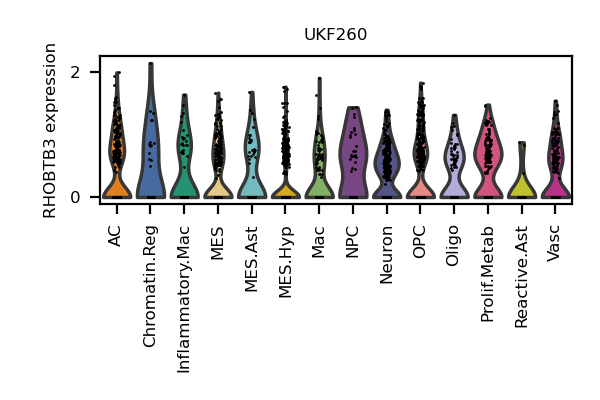 UKF260
RHOBTB3 expression
2
0
AC
Chromatin.Reg
Inflammatory.Mac
MES
MES.Ast
MES.Hyp
Mac
NPC
Neuron
OPC
Oligo
Prolif.Metab
Reactive.Ast
Vasc